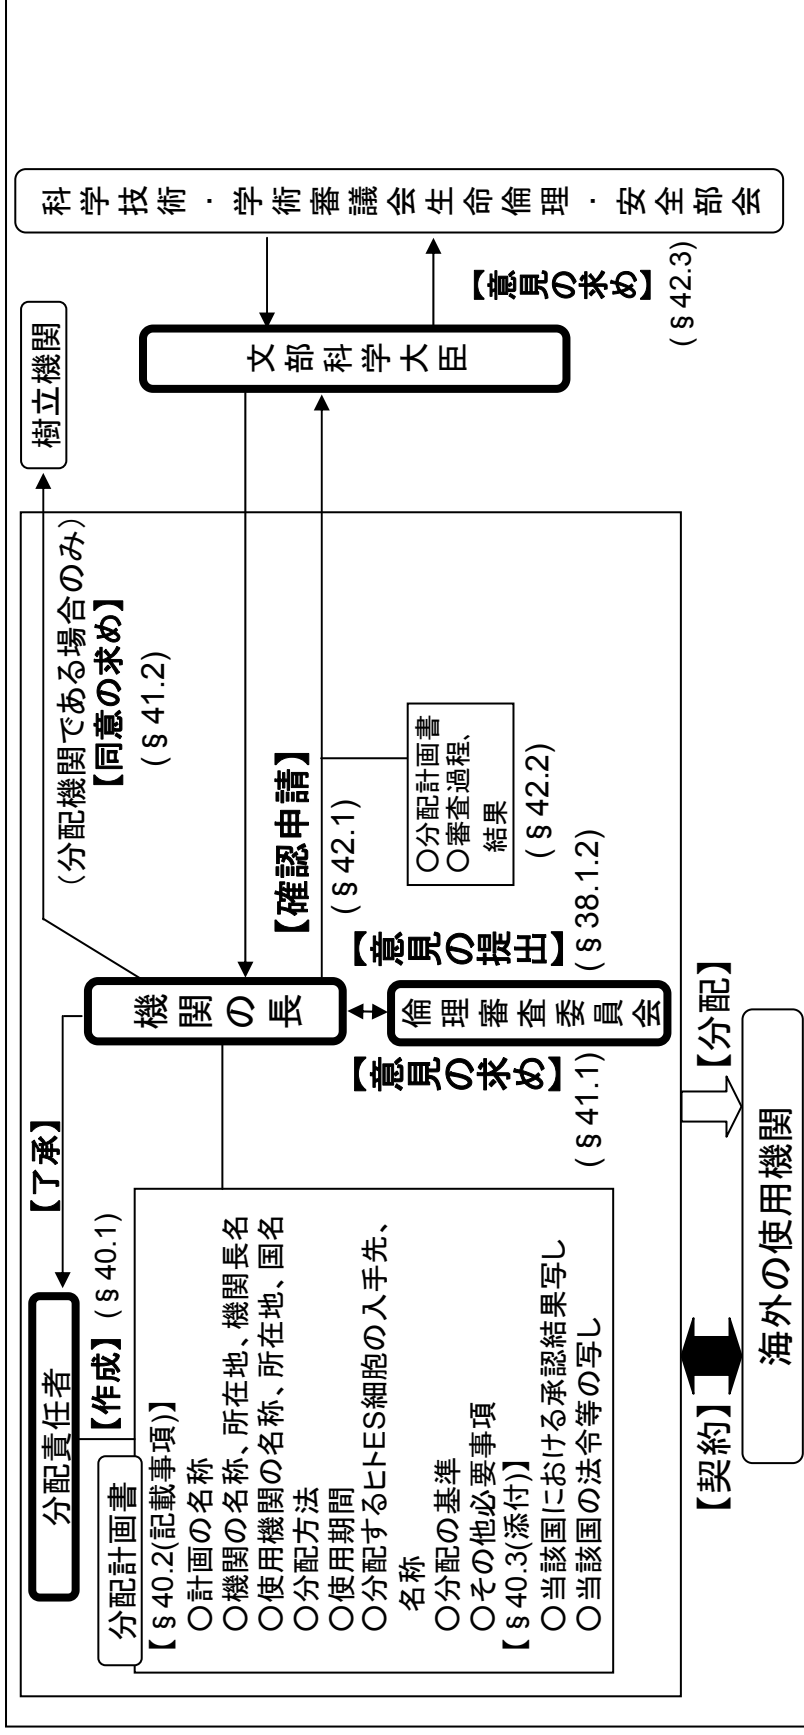 分配責任者
【了承】
【作成】(§40.1)
分配計画書
【§40.2(記載事項)】
○計画の名称
○機関の名称、所在地、機関長名
○使用機関の名称、所在地、国名
○分配方法
○使用期間
○分配するヒトES細胞の入手先、
名称
○分配の基準
○その他必要事項
【§40.3(添付)】
○当該国における承認結果写し
○当該国の法令等の写し
機関の長
(分配機関である場合のみ)
【同意の求め】
(§41.2)
樹立機関
【確認申請】
(§42.1)
○分配計画書
○審査過程、
結果
(§42.2)
【意見の提出】
(§38.1.2)
倫理審査委員会
【意見の求め】
(§41.1)
文部科学大臣
科学技術・学術審議会生命倫理・安全部会
【意見の求め】
(§42.3)
【契約】
【分配】
海外の使用機関